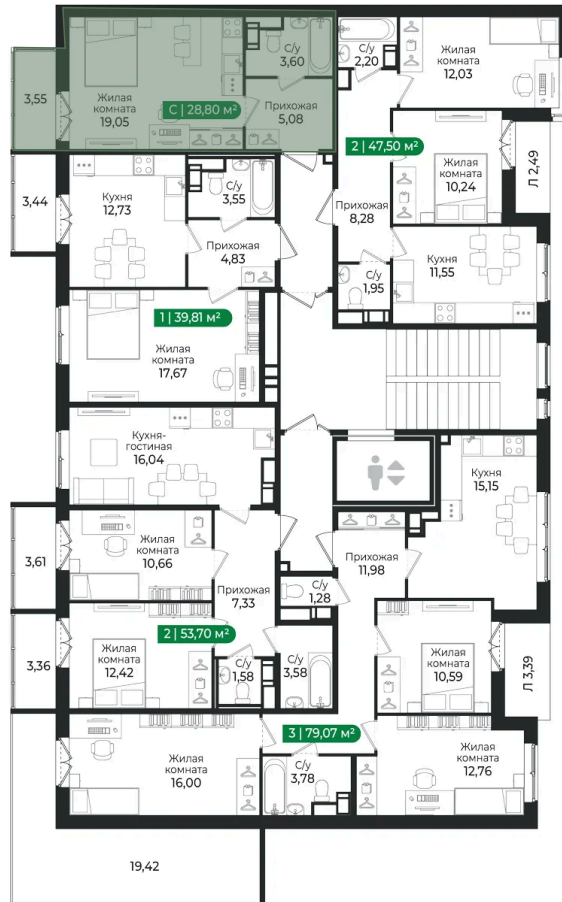 3,55
Жилая
комната
19,05
С | 28,80 м²
С/у
3,60
Прихожая
5,08
С/у
2,20
Жилая
комната
12,03
2 | 47,50 м²
Жилая
комната
10,24
Л 2,49
Прихожая
8,28
3,44
Кухня
12,73
С/у
3,55
Прихожая
4,83
С/у
1,95
Кухня
11,55
1 | 39,81 м²
Жилая
комната
17,67
Кухня-
гостиная
16,04
Кухня
15,15
3,61
Жилая
комната
10,66
Прихожая
7,33
Прихожая
11,98
С/у
1,28
2 | 53,70 м²
3,36
Жилая
комната
12,42
С/у
1,58
С/у
3,58
Жилая
комната
10,59
Л 3,39
3 | 79,07 м²
Жилая
комната
16,00
С/у
3,78
Жилая
комната
12,76
19,42